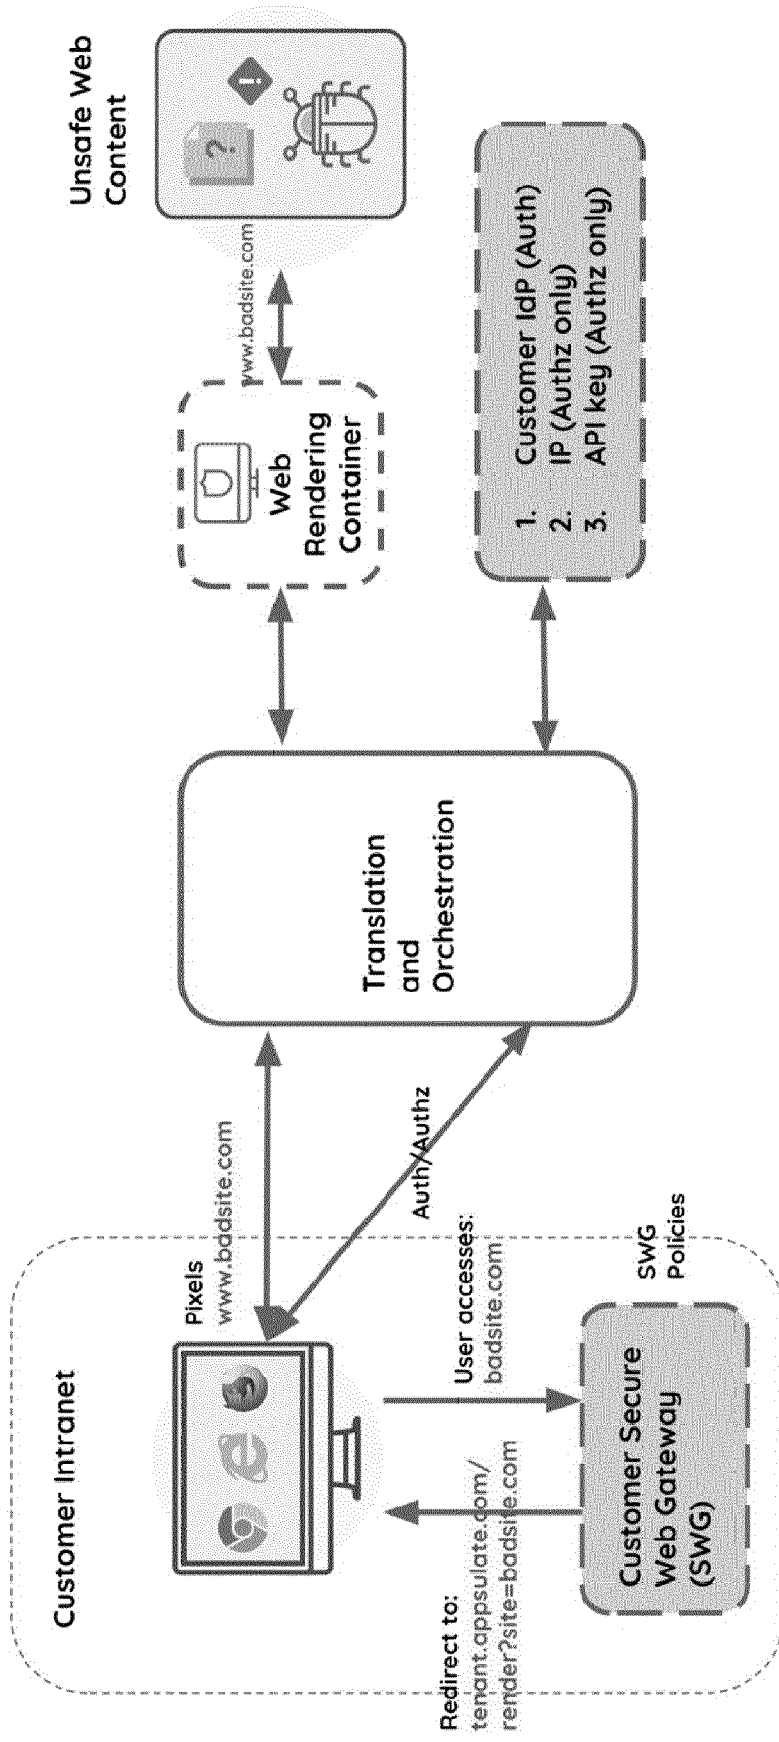 Customer Intranet
Pixels
www.badsite.com
Auth/Authz
Redirect to:
tenant.appsulate.com/
render?site=badsite.com
User accesses:
badsite.com
Customer Secure
Web Gateway
(SWG)
SWG
Policies
Translation
and
Orchestration
Web
Rendering
Container
www.badsite.com
Unsafe Web
Content
?
!
1. Customer IdP (Auth)
2. IP (Authz only)
3. API key (Authz only)